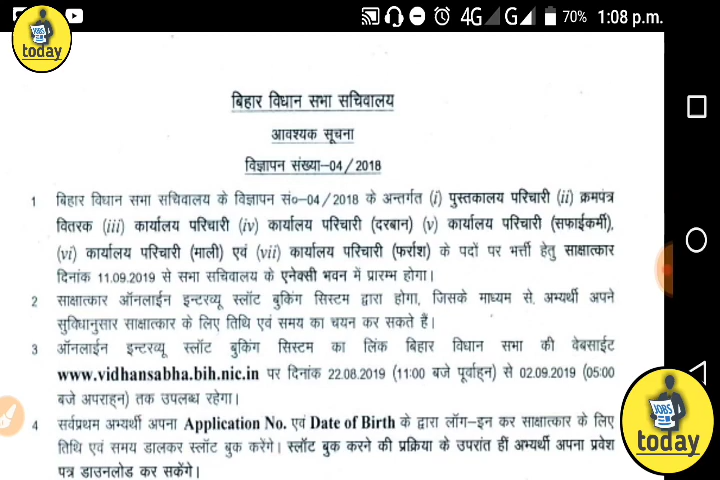 4G G 70% 1:08 p.m.
JOBS
today
बिहार विधान सभा सचिवालय
आवश्यक सूचना
विज्ञापन संख्या-04/2018
1 बिहार विधान सभा सचिवालय के विज्ञापन सं०-04/2018 के अन्तर्गत (i) पुस्तकालय परिचारी (ii) क्रमपंत्र
वितरक (iii) कार्यालय परिचारी (iv) कार्यालय परिचारी (दरबान) (v) कार्यालय परिचारी (सफाईकर्मी),
(vi) कार्यालय परिचारी (माली) एवं (vii) कार्यालय परिचारी (फर्राश) के पदों पर भर्त्ती हेतु साक्षात्कार
दिनांक 11.09.2019 से सभा सचिवालय के एनेक्सी भवन में प्रारम्भ होगा।
2 साक्षात्कार ऑनलाईन इन्टरव्यू स्लॉट बुकिंग सिस्टम द्वारा होगा, जिसके माध्यम से अभ्यर्थी अपने
सुविधानुसार साक्षात्कार के लिए तिथि एवं समय का चयन कर सकते हैं।
3 ऑनलाईन इन्टरव्यू स्लॉट बुकिंग सिस्टम का लिंक बिहार विधान सभा की वेबसाईट
www.vidhansabha.bih.nic.in पर दिनांक 22.08.2019 (11:00 बजे पूर्वाहन) से 02.09.2019 (05:00
बजे अपराहन) तक उपलब्ध रहेगा।
4 सर्वप्रथम अभ्यर्थी अपना Application No. एवं Date of Birth के द्वारा लॉग-इन कर साक्षात्कार के लिए
तिथि एवं समय डालकर स्लॉट बुक करेंगे। स्लॉट बुक करने की प्रक्रिया के उपरांत हीं अभ्यर्थी अपना प्रवेश
पत्र डाउनलोड कर सकेंगे।
JOBS
today